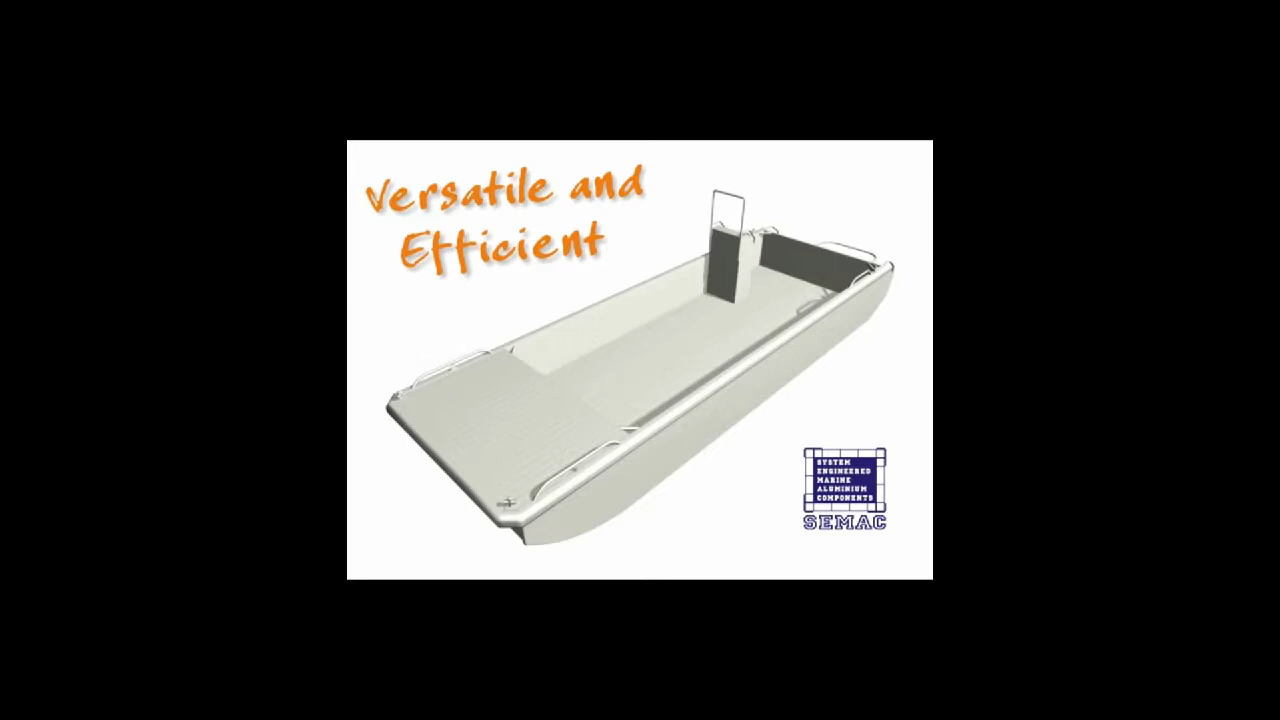 Versatile and
Efficient
SYSTEM
ENGINEERED
MARINE
ALUMINIUM
COMPONENTS
SEMAC